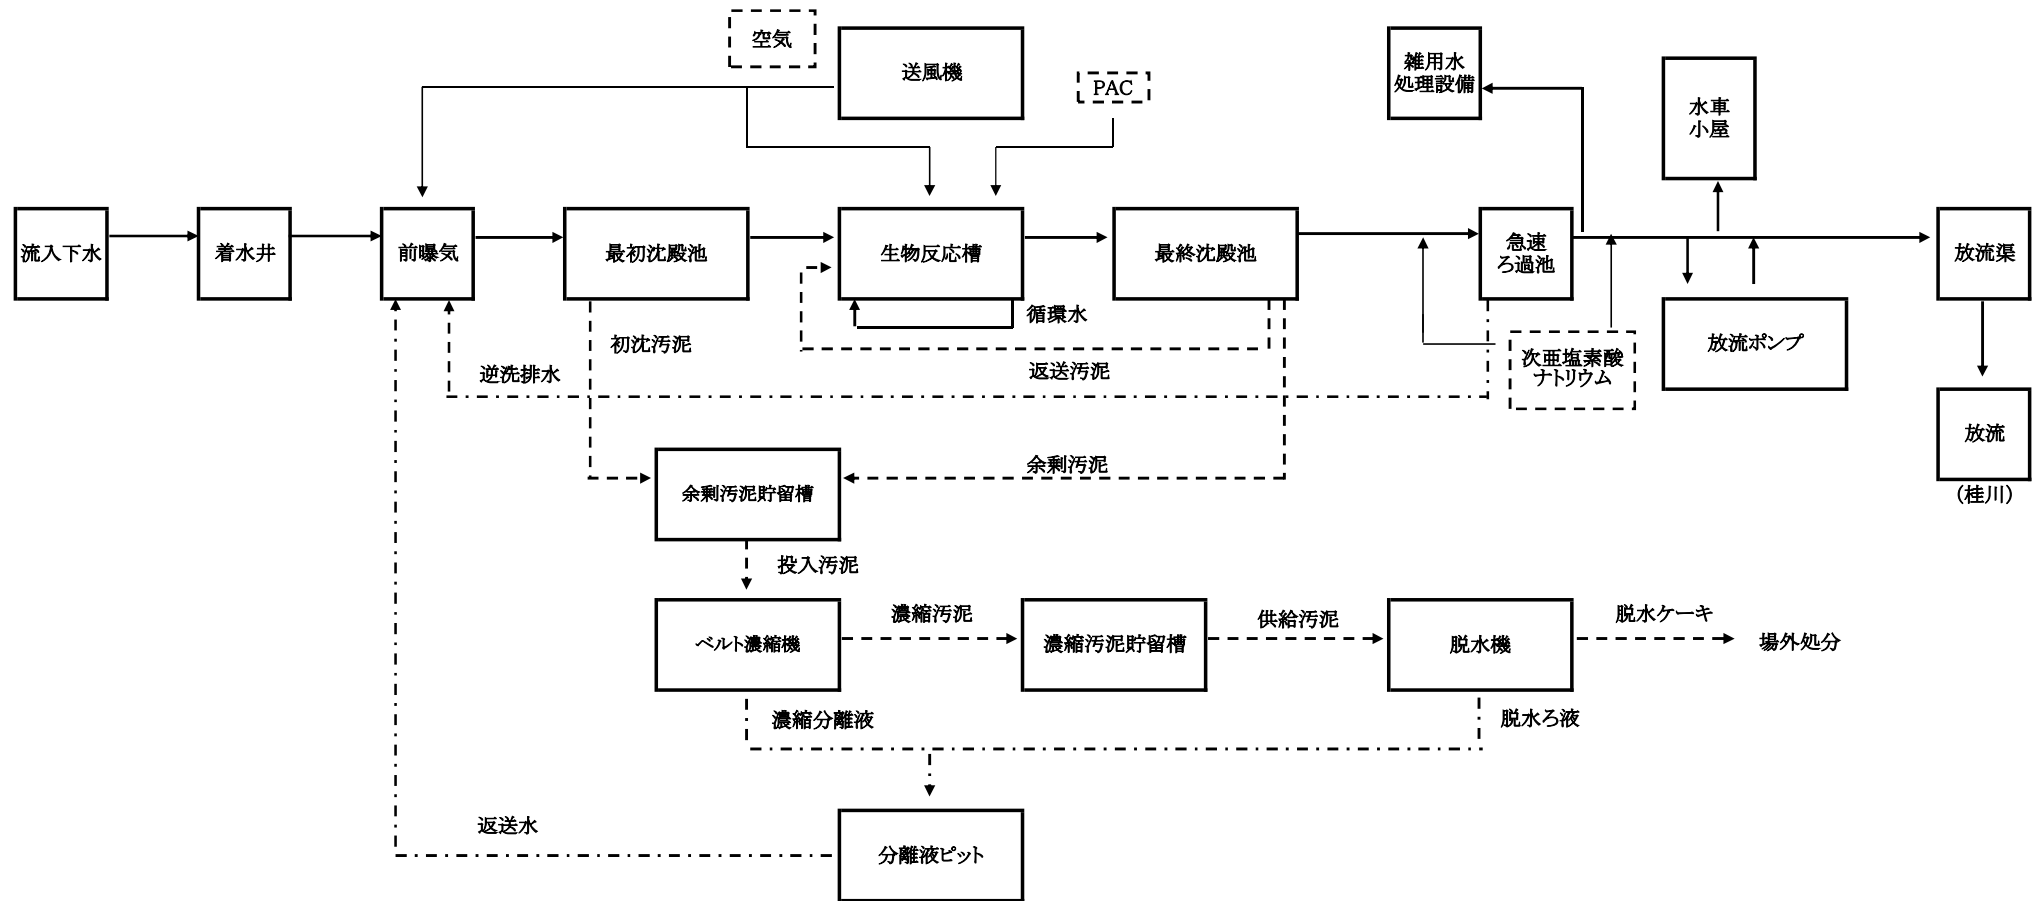 空気
送風機
PAC
雑用水
処理設備
水車
小屋
流入下水
着水井
前曝気
最初沈殿池
生物反応槽
最終沈殿池
急速
ろ過池
放流渠
循環水
初沈汚泥
逆洗排水
返送汚泥
次亜塩素酸
ナトリウム
放流ポンプ
放流
(桂川)
余剰汚泥
余剰汚泥貯留槽
投入汚泥
ベルト濃縮機
濃縮汚泥
濃縮汚泥貯留槽
供給汚泥
脱水機
脱水ケーキ
場外処分
濃縮分離液
脱水ろ液
返送水
分離液ピット